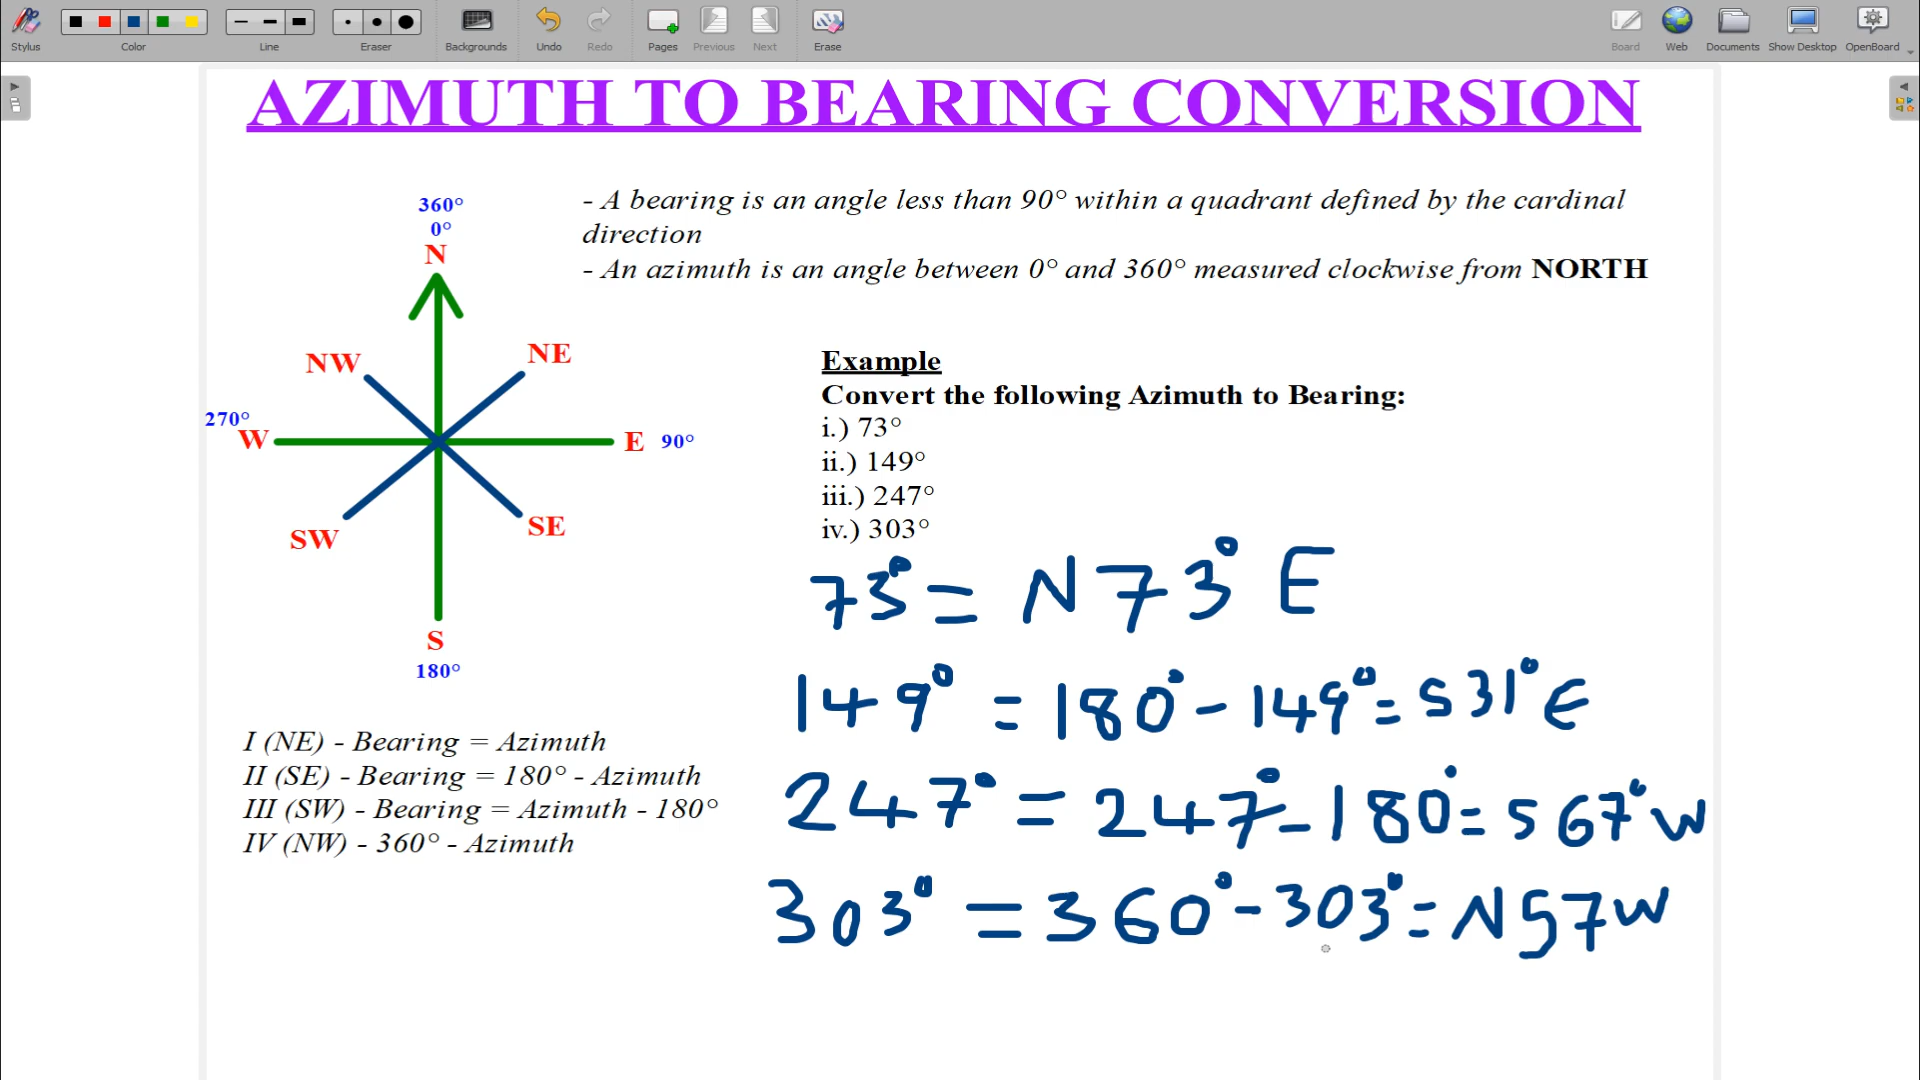 Stylus
Color
Line
Eraser
Backgrounds
Undo
Redo
Pages
Previous
Next
Erase
Board
Web
Documents
Show Desktop
OpenBoard
AZIMUTH TO BEARING CONVERSION
360°
0°
N
NW
NE
270°
W
E 90°
SW
SE
S
180°
- A bearing is an angle less than 90° within a quadrant defined by the cardinal
direction
- An azimuth is an angle between 0° and 360° measured clockwise from NORTH
Example
Convert the following Azimuth to Bearing:
i.) 73°
ii.) 149°
iii.) 247°
iv.) 303°
73° = N 73° E
149° = 180° - 149° = S31° E
247° = 247° - 180° = S67° W
303° = 360° - 303° = N57W
I (NE) - Bearing = Azimuth
II (SE) - Bearing = 180° - Azimuth
III (SW) - Bearing = Azimuth - 180°
IV (NW) - 360° - Azimuth